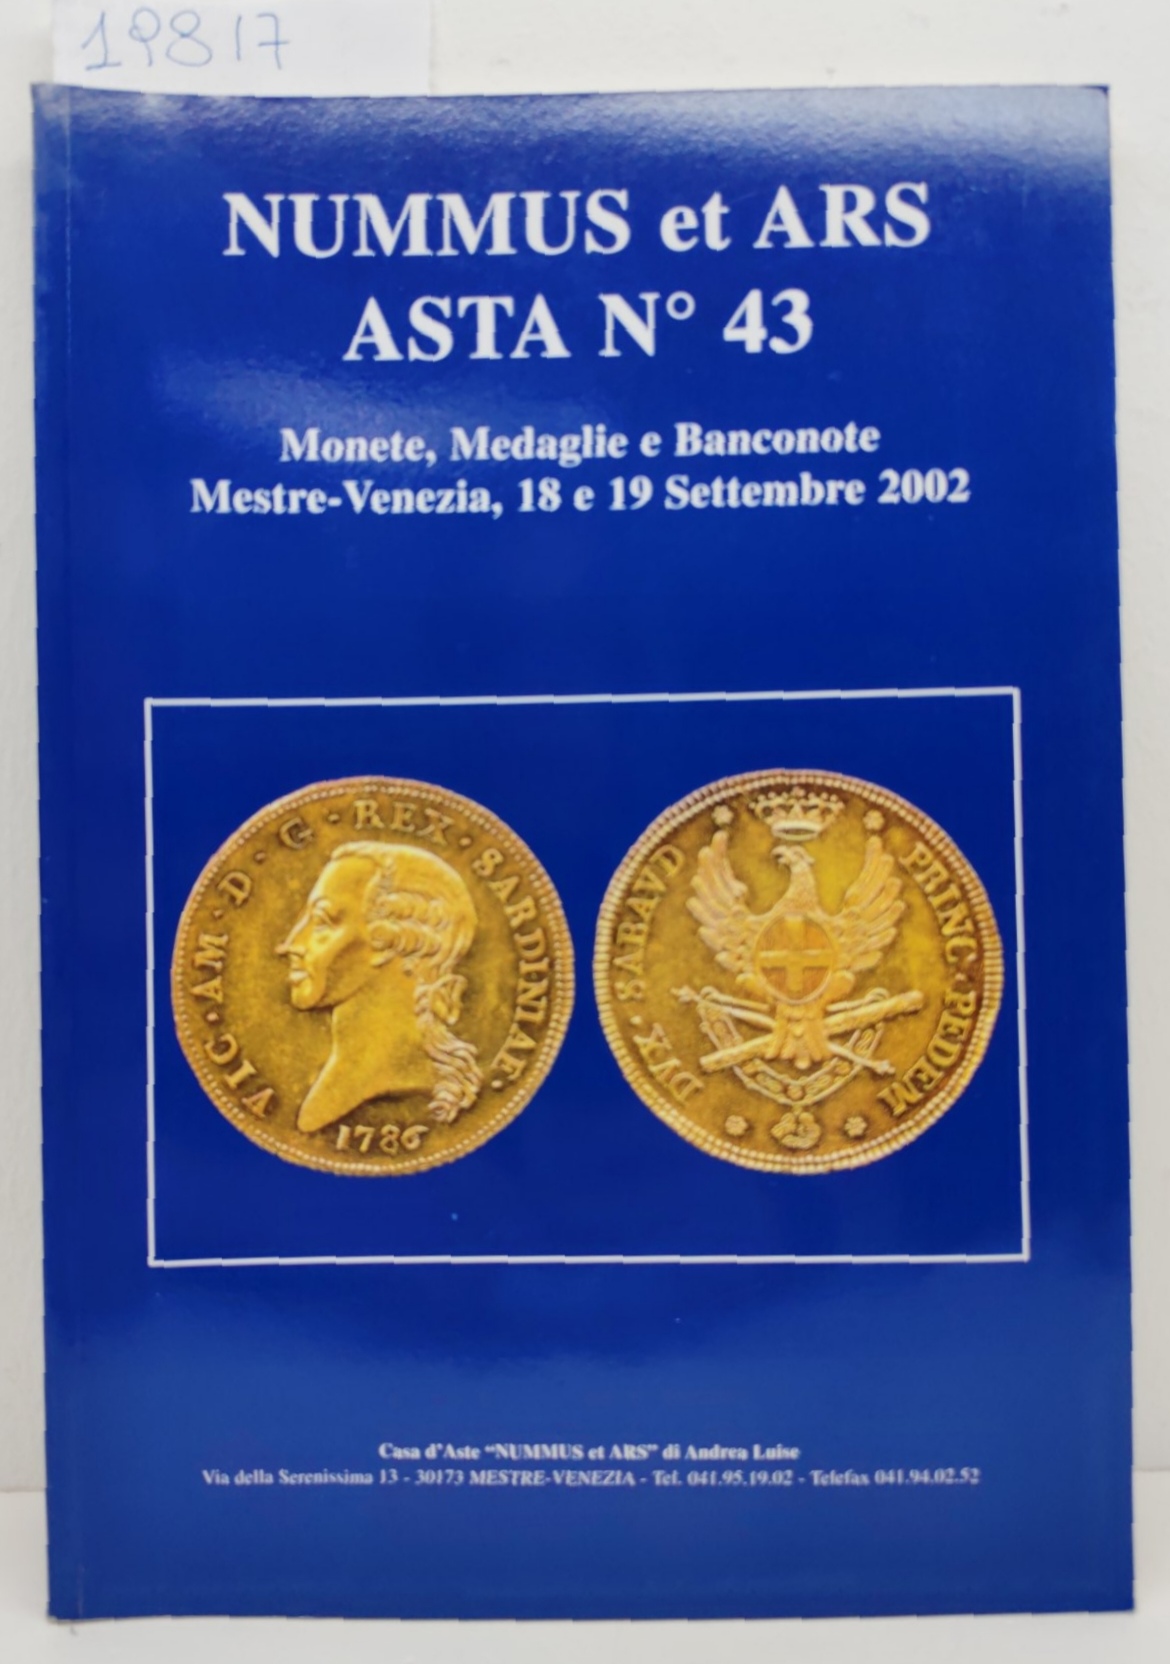 19817
NUMMUS et ARS
ASTA N° 43
Monete, Medaglie e Banconote
Mestre-Venezia, 18 e 19 Settembre 2002
VIC · AM · D · G · REX · SARDINIAE ·
1786
DVX · SABAVD PRINC · PEDEM
Casa d'Aste "NUMMUS et ARS" di Andrea Luise
Via della Serenissima 13 - 30173 MESTRE-VENEZIA - Tel. 041.95.19.02 - Telefax 041.94.02.52